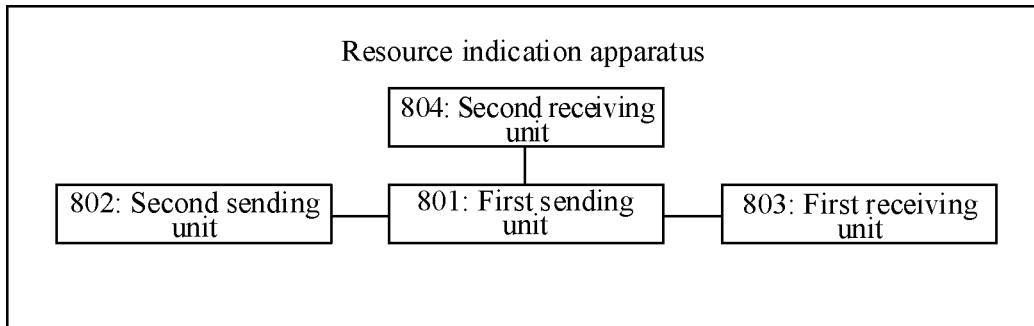 Resource indication apparatus
804: Second receiving
unit
802: Second sending
unit
801: First sending
unit
803: First receiving
unit